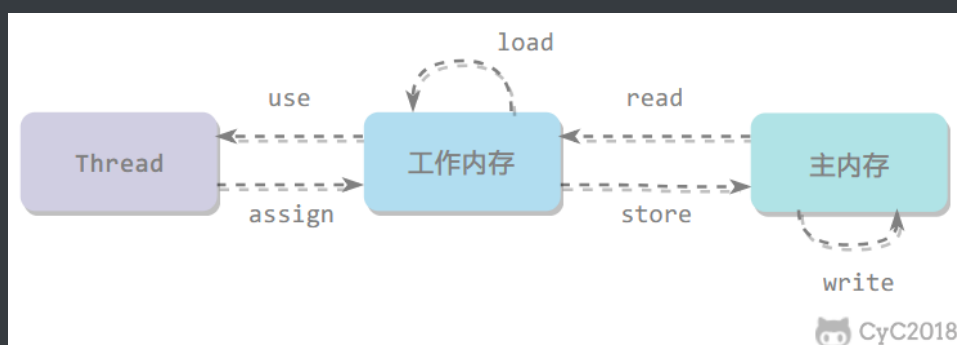 load
use
read
Thread
工作内存
主内存
assign
store
write
CyC2018